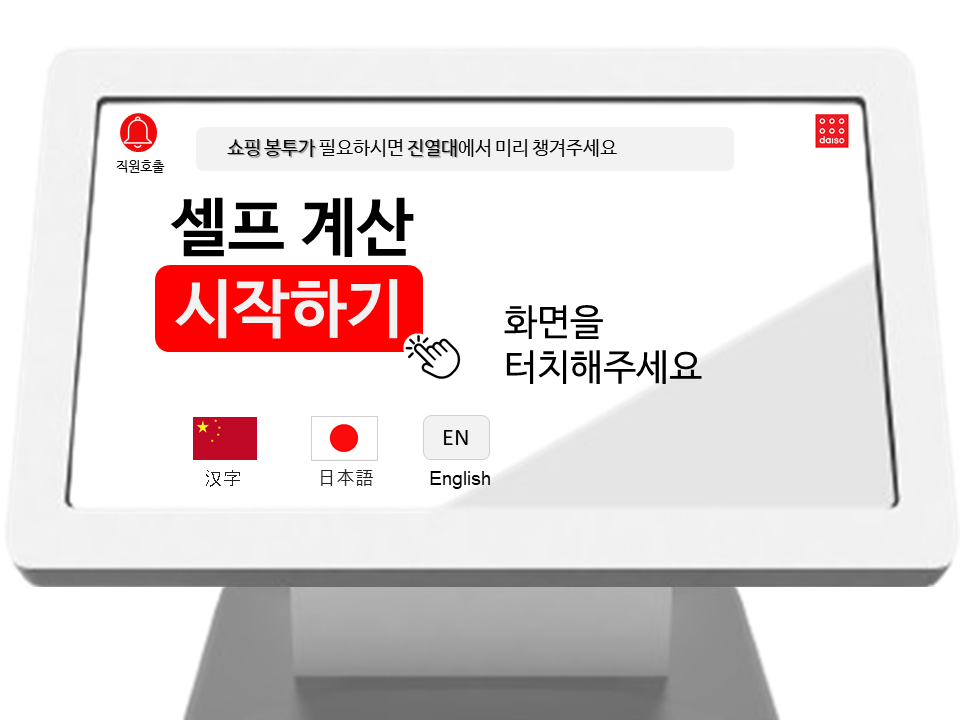 쇼핑 봉투가 필요하시면 진열대에서 미리 챙겨주세요
daiso
직원호출
셀프 계산
시작하기
화면을
터치해주세요
EN
汉字
日本語
English